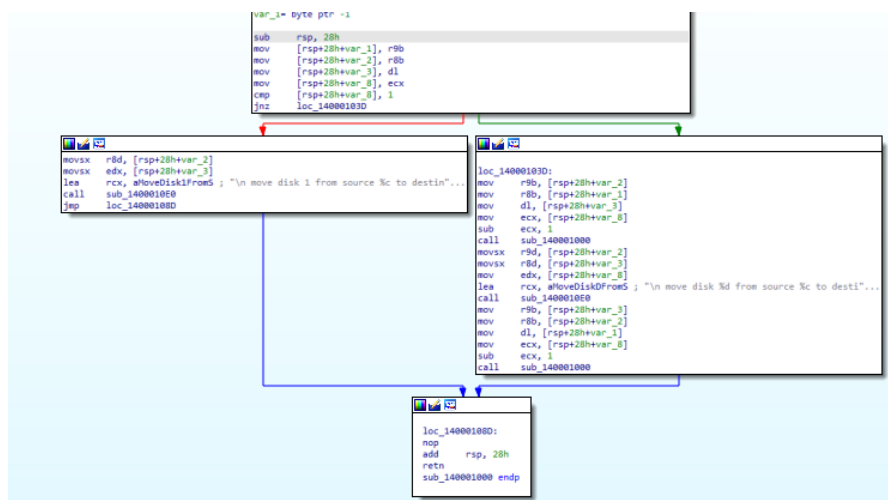 var_1= byte ptr -1
sub rsp, 28h
mov [rsp+28h+var_1], r9b
mov [rsp+28h+var_2], r8b
mov [rsp+28h+var_3], dl
mov [rsp+28h+var_8], ecx
cmp [rsp+28h+var_8], 1
jnz loc_14000103D
movsx r8d, [rsp+28h+var_2]
movsx edx, [rsp+28h+var_3]
lea rcx, aMoveDisk1FromS ; "\n move disk 1 from source %c to destin"...
call sub_1400010E0
jmp loc_14000108D
loc_14000103D:
mov r9b, [rsp+28h+var_2]
mov r8b, [rsp+28h+var_1]
mov dl, [rsp+28h+var_3]
mov ecx, [rsp+28h+var_8]
sub ecx, 1
call sub_140001000
movsx r9d, [rsp+28h+var_2]
movsx r8d, [rsp+28h+var_3]
mov edx, [rsp+28h+var_8]
lea rcx, aMoveDiskDFromS ; "\n move disk %d from source %c to desti"...
call sub_1400010E0
mov r9b, [rsp+28h+var_3]
mov r8b, [rsp+28h+var_2]
mov dl, [rsp+28h+var_1]
mov ecx, [rsp+28h+var_8]
sub ecx, 1
call sub_140001000
loc_14000108D:
nop
add rsp, 28h
retn
sub_140001000 endp